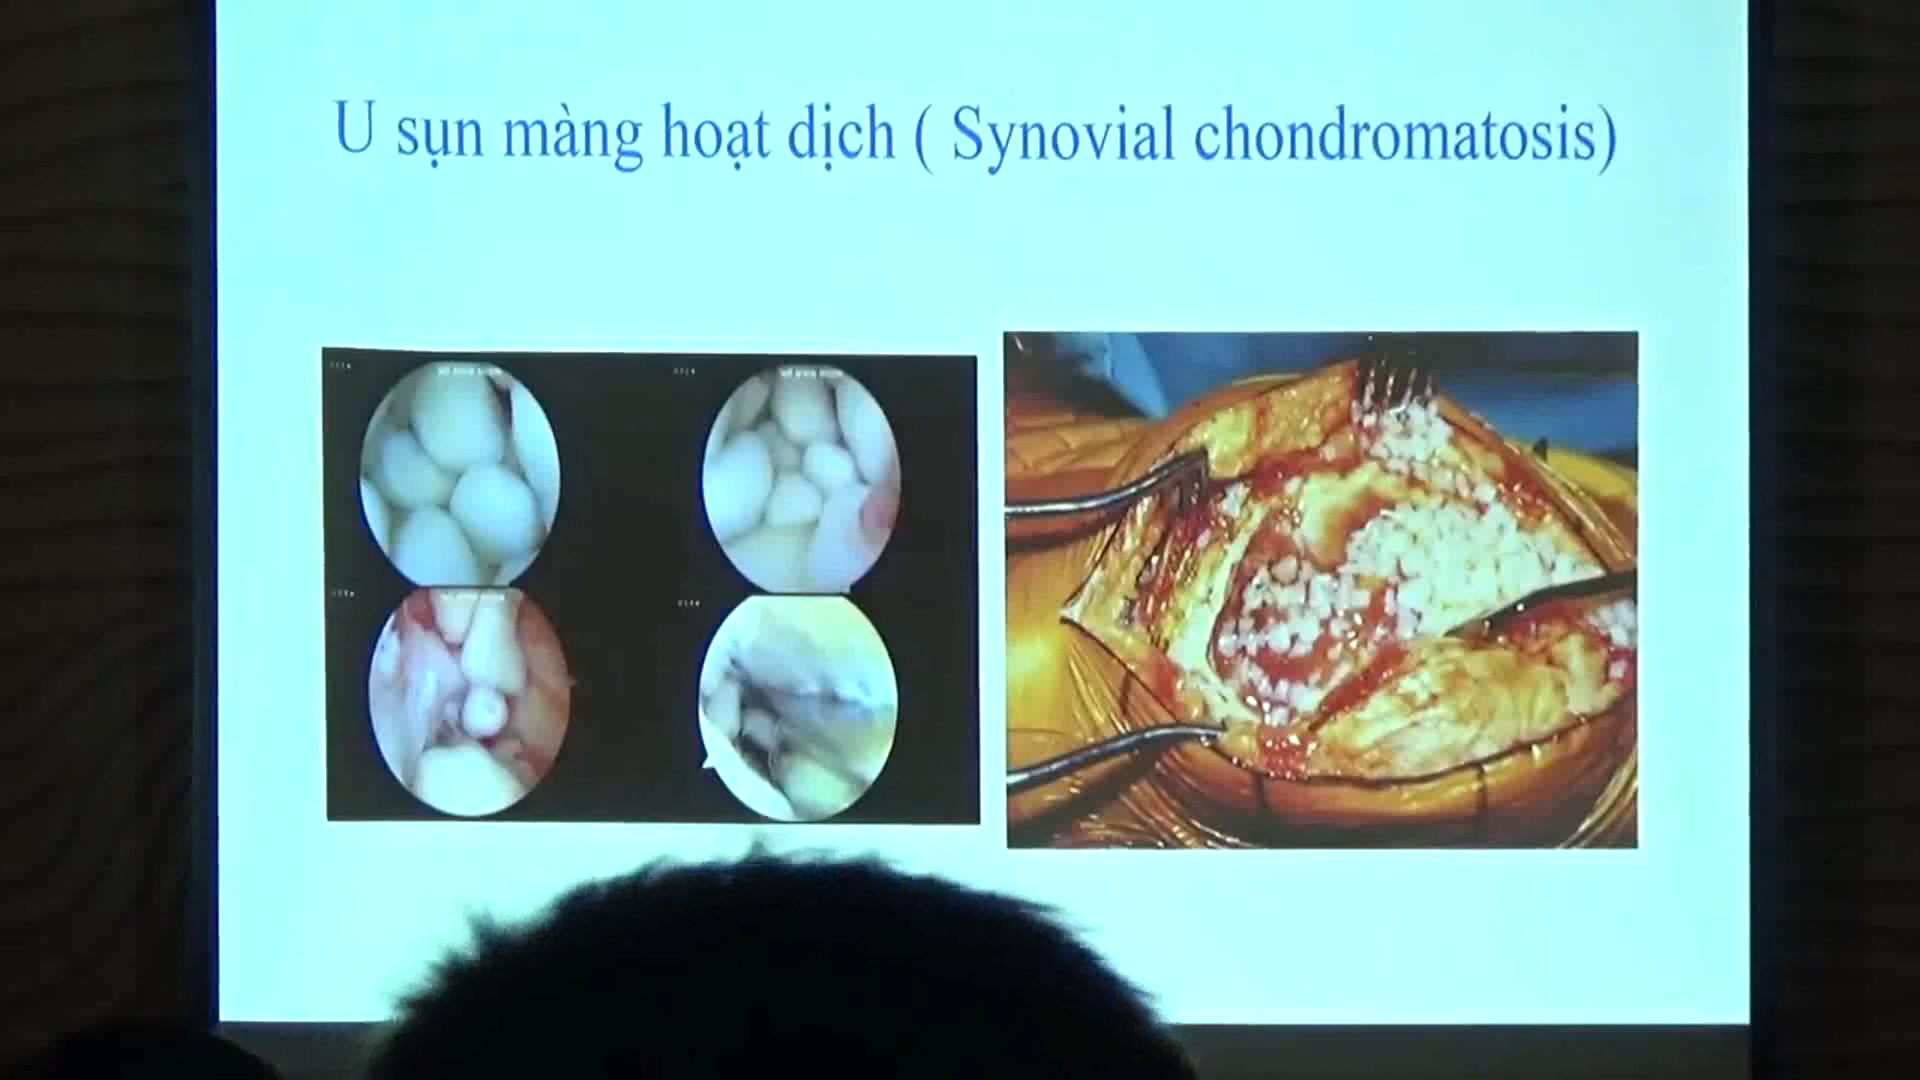 U sụn màng hoạt dịch ( Synovial chondromatosis)